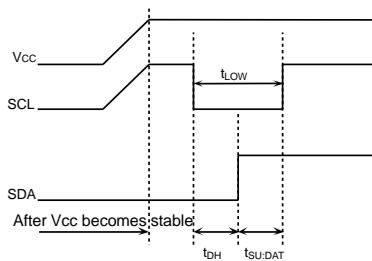 VCC
tLOW
SCL
SDA
After Vcc becomes stable
tDH
tSU:DAT